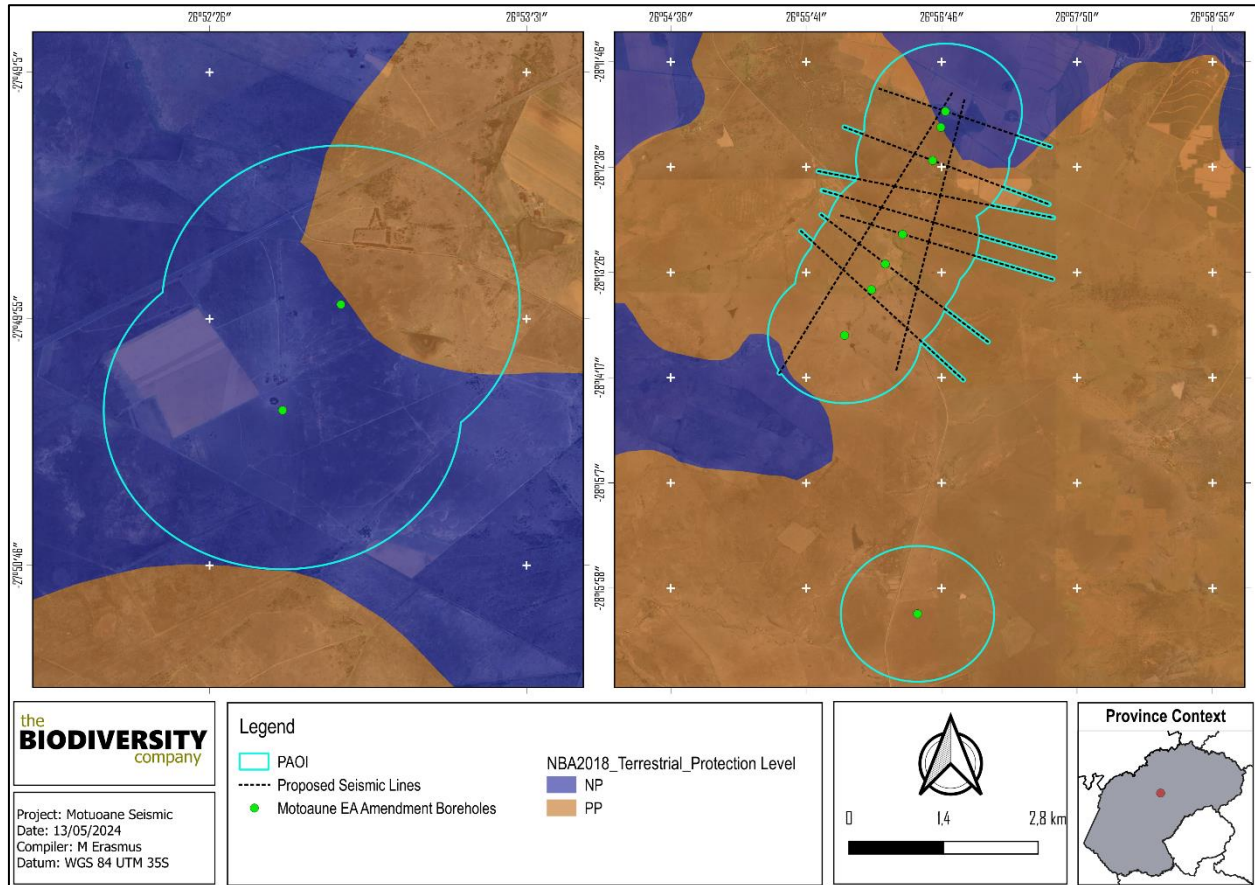 26°52'26" 26°53'31" 26°54'36" 26°55'41" 26°56'46" 26°57'50" 26°58'55"
-27°49'5"
-27°49'55"
-27°50'46"
-28°11'46"
-28°12'36"
-28°13'26"
-28°14'17"
-28°15'7"
-28°15'58"
the
BIODIVERSITY
company
Project: Motuoane Seismic
Date: 13/05/2024
Compiler: M Erasmus
Datum: WGS 84 UTM 35S
Legend
PAOI
Proposed Seismic Lines
Motoaune EA Amendment Boreholes
NBA2018_Terrestrial_Protection Level
NP
PP
0 1,4 2,8 km
Province Context